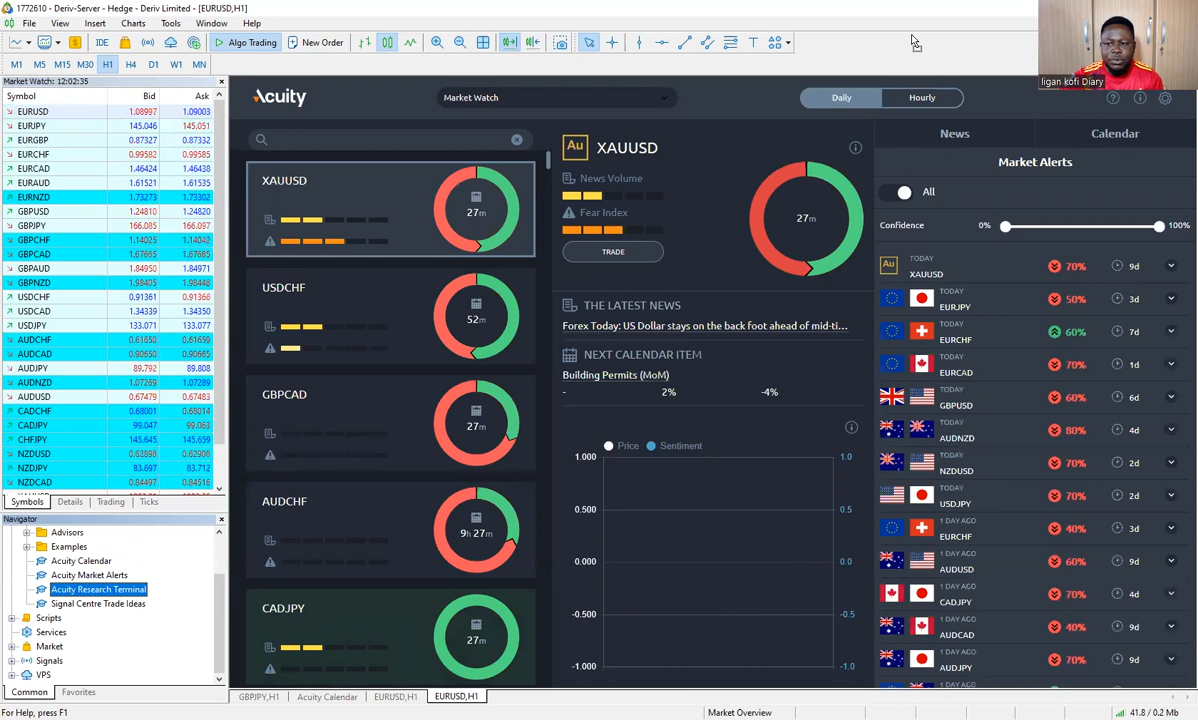 1772610 - Deriv-Server - Hedge - Deriv Limited - [EURUSD,H1]
File View Insert Charts Tools Window Help
IDE Algo Trading New Order
M1 M5 M15 M30 H1 H4 D1 W1 MN
ligan kofi Diary
Market Watch: 12:02:35
Symbol Bid Ask
EURUSD 1.08997 1.09003
EURJPY 145.046 145.051
EURGBP 0.87327 0.87332
EURCHF 0.99582 0.99585
EURCAD 1.46424 1.46438
EURAUD 1.61521 1.61535
EURNZD 1.73273 1.73302
GBPUSD 1.24810 1.24820
GBPJPY 166.085 166.097
GBPCHF 1.14025 1.14042
GBPCAD 1.67665 1.67685
GBPAUD 1.84950 1.84971
GBPNZD 1.98446
USDCHF 0.91361 0.91366
USDCAD 1.34339 1.34350
USDJPY 133.071 133.077
AUDCHF 0.61650 0.61659
AUDCAD 0.90650 0.90665
AUDJPY 89.792 89.808
AUDNZD 1.07269 1.07289
AUDUSD 0.67479 0.67483
CADCHF 0.68001 0.68014
CADJPY 99.047 99.063
CHFJPY 145.645 145.659
NZDUSD 0.62898 0.62908
NZDJPY 83.697 83.712
NZDCAD 0.84497 0.84516
Symbols Details Trading Ticks
Navigator
Advisors
Examples
Acuity Calendar
Acuity Market Alerts
Acuity Research Terminal
Signal Centre Trade Ideas
Scripts
Services
Market
Signals
VPS
Common Favorites
For Help, press F1
Acuity
Market Watch
Daily Hourly
XAUUSD
27m
USDCHF
52m
GBPCAD
27m
AUDCHF
9h 27m
CADJPY
27m
Au XAUUSD
News Volume
Fear Index
TRADE
27m
THE LATEST NEWS
Forex Today: US Dollar stays on the back foot ahead of mid-ti...
NEXT CALENDAR ITEM
Building Permits (MoM)
- 2% -4%
Price Sentiment
1.000 1.0
0.500 0.5
0.000 0.0
-0.500 -0.5
-1.000 -1.0
News Calendar
Market Alerts
All
Confidence 0% 100%
Au TODAY
XAUUSD 70% 9d
TODAY
EURJPY 50% 3d
TODAY
EURCHF 60% 7d
TODAY
EURCAD 70% 1d
TODAY
GBPUSD 60% 6d
TODAY
AUDNZD 80% 4d
TODAY
NZDUSD 70% 2d
TODAY
USDJPY 70% 2d
1 DAY AGO
EURCHF 40% 3d
1 DAY AGO
AUDUSD 60% 9d
1 DAY AGO
CADJPY 70% 4d
1 DAY AGO
AUDCAD 40% 9d
1 DAY AGO
AUDJPY 70% 9d
1 DAY AGO
GBPJPY,H1 Acuity Calendar EURUSD,H1 EURUSD,H1
Market Overview
41.8 / 0.2 Mb